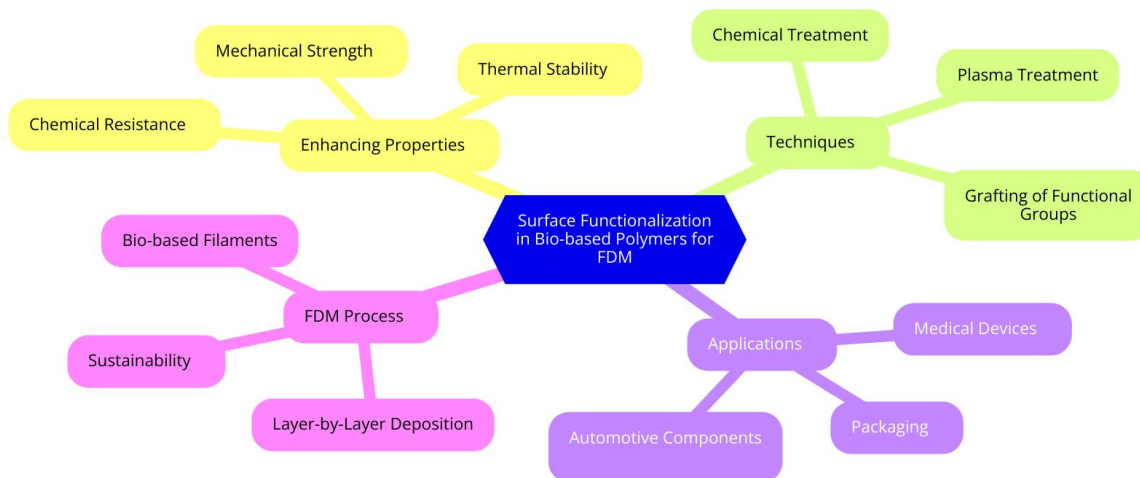 Surface Functionalization
in Bio-based Polymers for
FDM
Enhancing Properties
Mechanical Strength
Thermal Stability
Chemical Resistance
Techniques
Chemical Treatment
Plasma Treatment
Grafting of Functional
Groups
FDM Process
Bio-based Filaments
Sustainability
Layer-by-Layer Deposition
Applications
Medical Devices
Packaging
Automotive Components